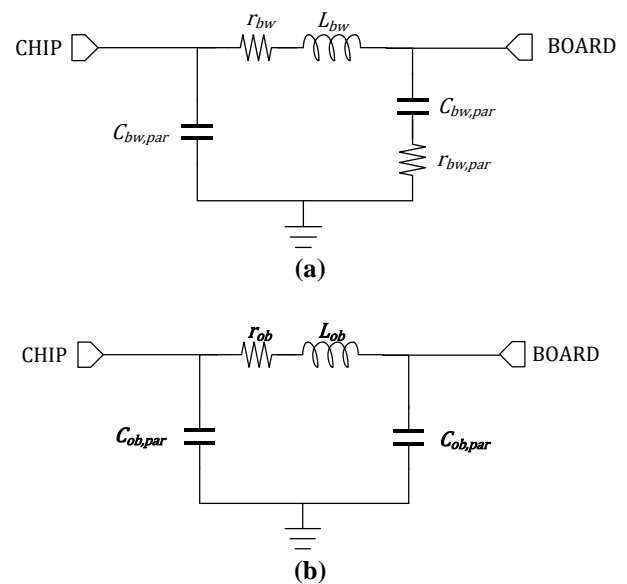 r_bw L_bw
CHIP BOARD
C_bw,par
C_bw,par
r_bw,par
(a)
r_ob L_ob
CHIP BOARD
C_ob,par C_ob,par
(b)